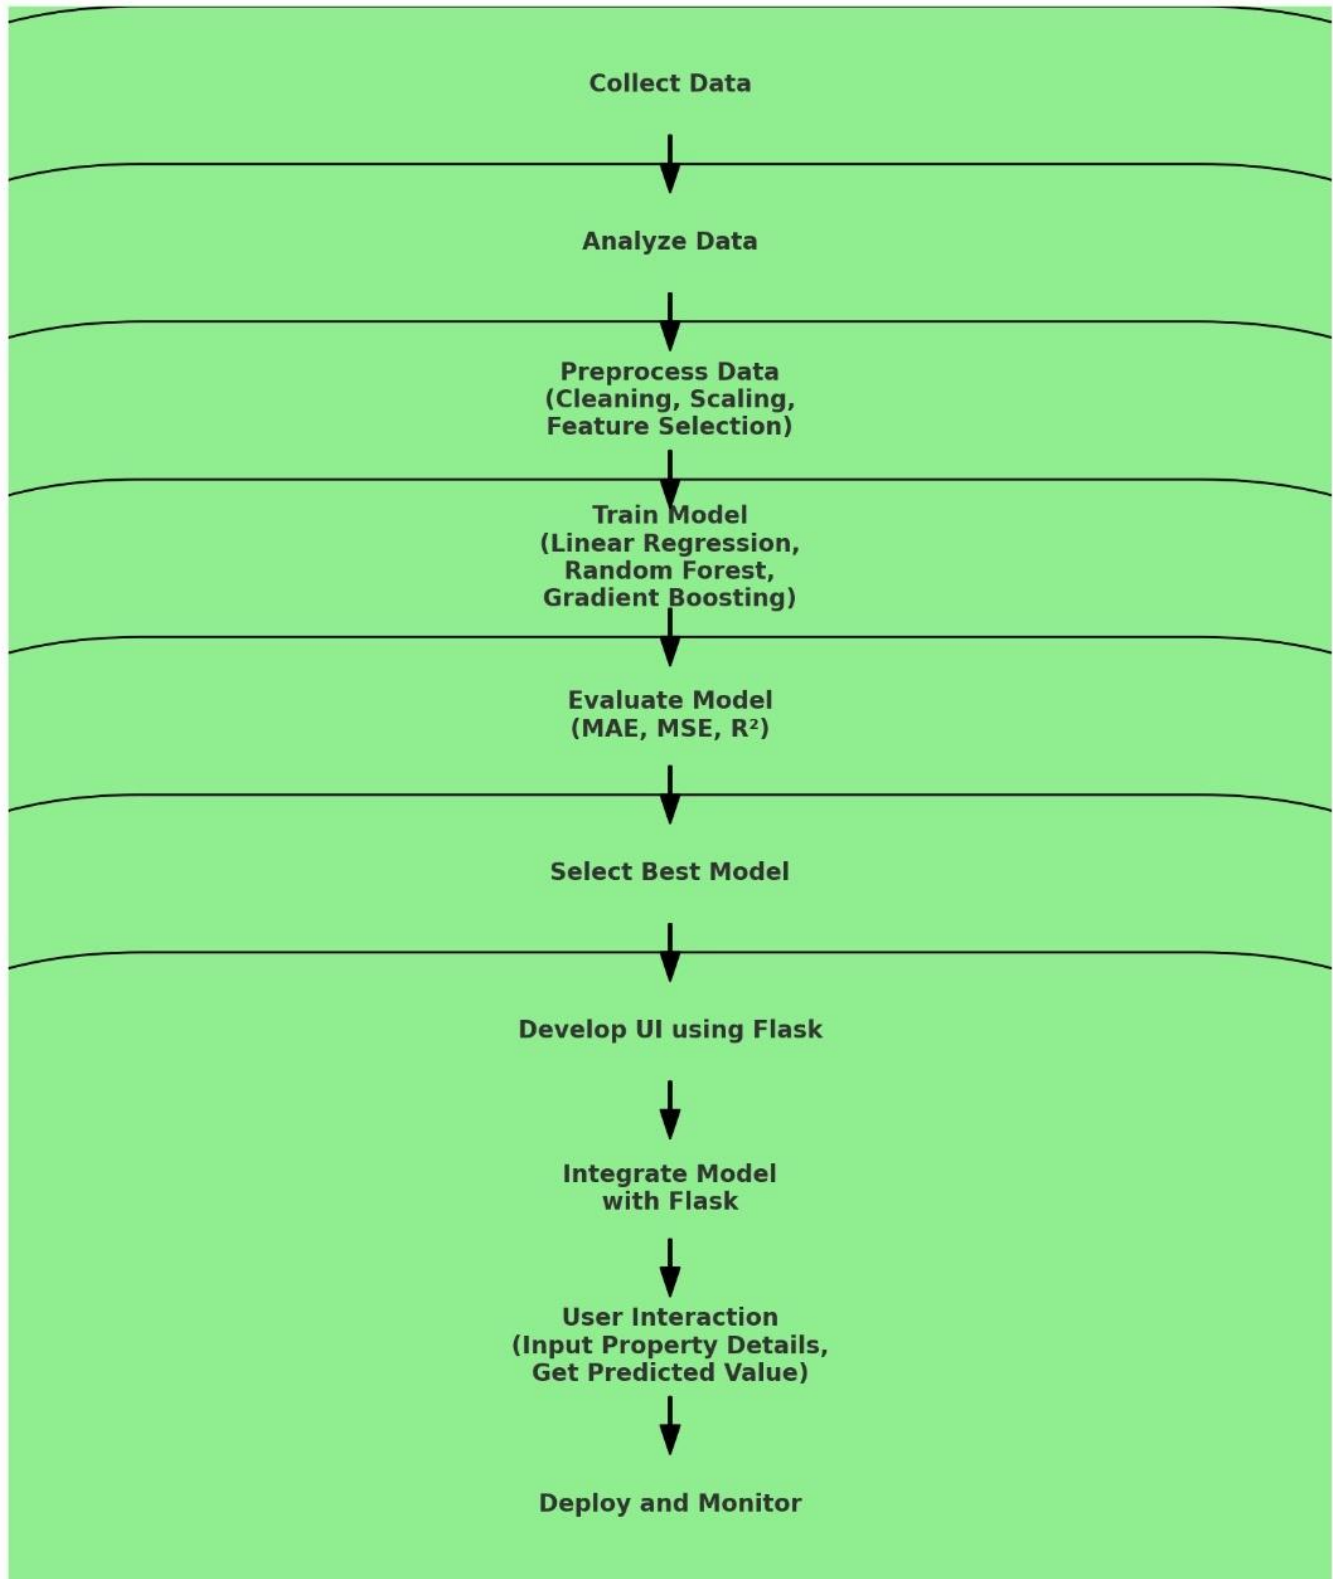 Collect Data
Analyze Data
Preprocess Data
(Cleaning, Scaling,
Feature Selection)
Train Model
(Linear Regression,
Random Forest,
Gradient Boosting)
Evaluate Model
(MAE, MSE, R²)
Select Best Model
Develop UI using Flask
Integrate Model
with Flask
User Interaction
(Input Property Details,
Get Predicted Value)
Deploy and Monitor